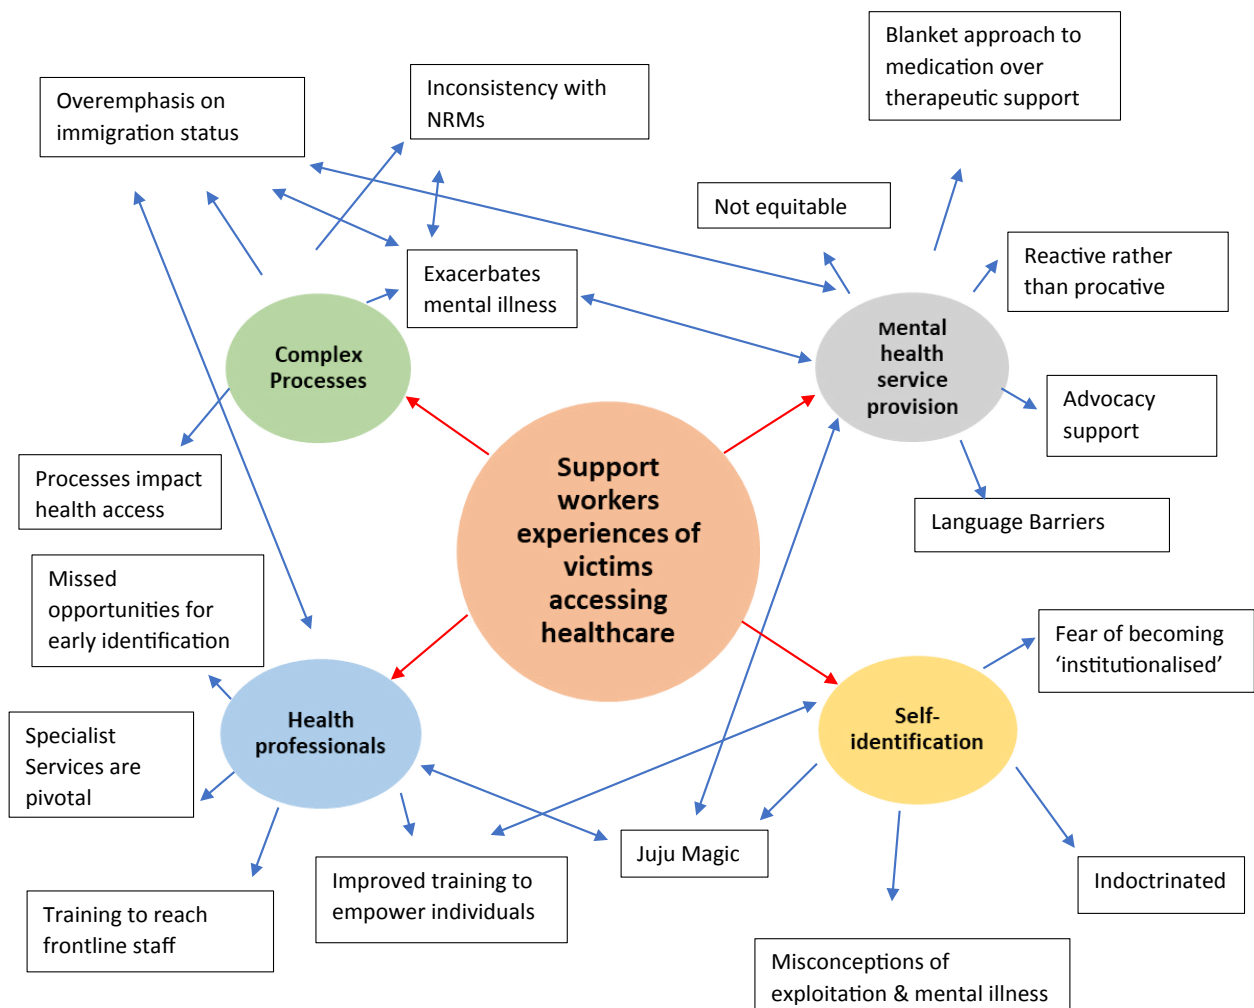 Blanket approach to
medication over
therapeutic support
Overemphasis on
immigration status
Inconsistency with
NRMs
Not equitable
Reactive rather
than procative
Exacerbates
mental illness
Complex
Processes
Mental
health
service
provision
Advocacy
support
Processes impact
health access
Language Barriers
Support
workers
experiences of
victims
accessing
healthcare
Missed
opportunities for
early identification
Fear of becoming
‘institutionalised’
Specialist
Services are
pivotal
Health
professionals
Self-
identification
Juju Magic
Improved training to
empower individuals
Indoctrinated
Training to reach
frontline staff
Misconceptions of
exploitation & mental illness